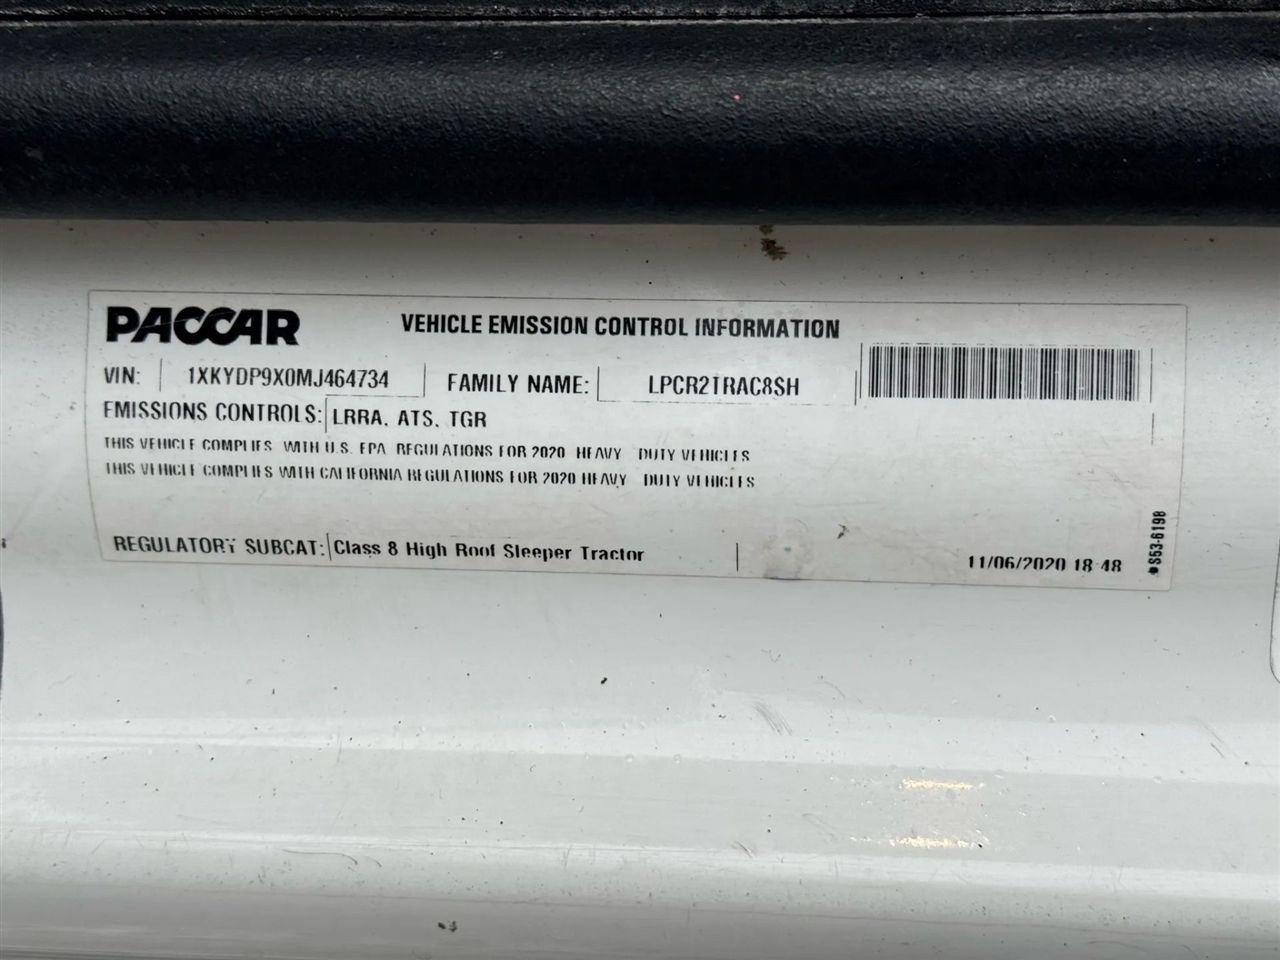 PACCAR VEHICLE EMISSION CONTROL INFORMATION
VIN: 1XKYDP9X0MJ464734 FAMILY NAME: LPCR2TRAC8SH
EMISSIONS CONTROLS: LRRA, ATS, TGR
THIS VEHICLE COMPLIES WITH U.S. EPA REGULATIONS FOR 2020 HEAVY DUTY VEHICLES
THIS VEHICLE COMPLIES WITH CALIFORNIA REGULATIONS FOR 2020 HEAVY DUTY VEHICLES
REGULATORY SUBCAT: Class 8 High Roof Sleeper Tractor
11/06/2020 18:48
S53-6198